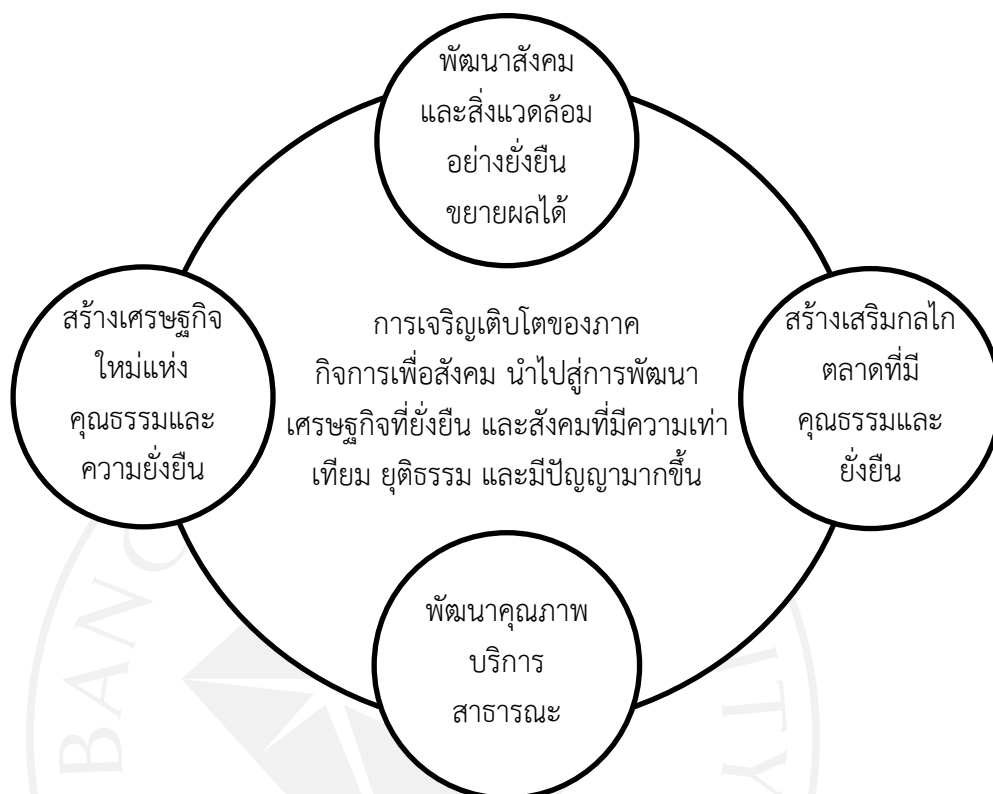 พัฒนาสังคม
และสิ่งแวดล้อม
อย่างยั่งยืน
ขยายผลได้
สร้างเศรษฐกิจ
ใหม่แห่ง
คุณธรรมและ
ความยั่งยืน
การเจริญเติบโตของภาค
กิจการเพื่อสังคม นำไปสู่การพัฒนา
เศรษฐกิจที่ยั่งยืน และสังคมที่มีความเท่า
เทียม ยุติธรรม และมีปัญญามากขึ้น
สร้างเสริมกลไก
ตลาดที่มี
คุณธรรมและ
ยั่งยืน
พัฒนาคุณภาพ
บริการ
สาธารณะ